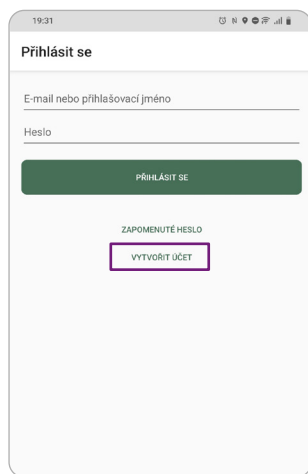 19:31
Přihlásit se
E-mail nebo přihlašovací jméno
Heslo
PŘIHLÁSIT SE
ZAPOMENUTÉ HESLO
VYTVOŘIT ÚČET